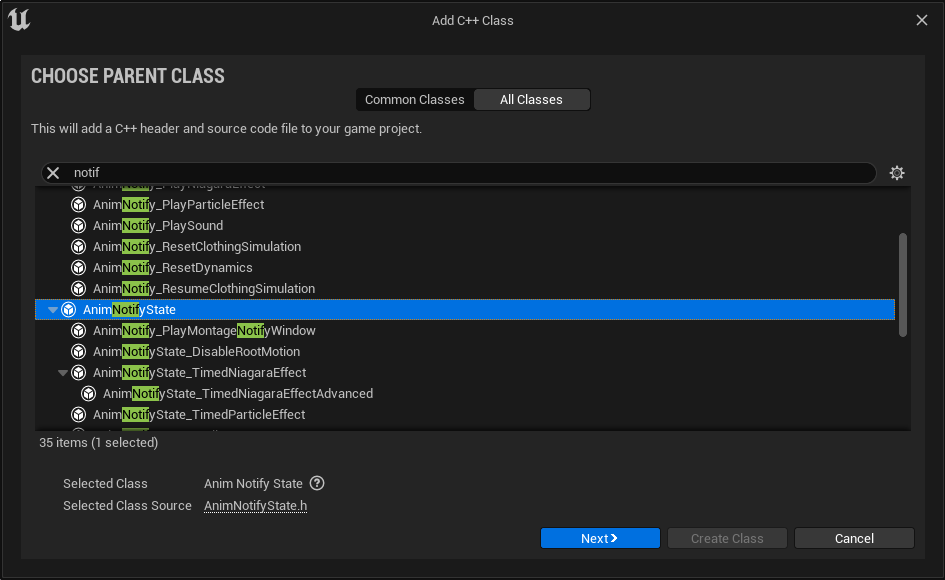 Add C++ Class
CHOOSE PARENT CLASS
Common Classes
All Classes
This will add a C++ header and source code file to your game project.
notif
AnimNotify_PlayNiagaraEffect
AnimNotify_PlayParticleEffect
AnimNotify_PlaySound
AnimNotify_ResetClothingSimulation
AnimNotify_ResetDynamics
AnimNotify_ResumeClothingSimulation
AnimNotifyState
AnimNotify_PlayMontageNotifyWindow
AnimNotifyState_DisableRootMotion
AnimNotifyState_TimedNiagaraEffect
AnimNotifyState_TimedNiagaraEffectAdvanced
AnimNotifyState_TimedParticleEffect
35 items (1 selected)
Selected Class Anim Notify State ?
Selected Class Source AnimNotifyState.h
Next
Create Class
Cancel